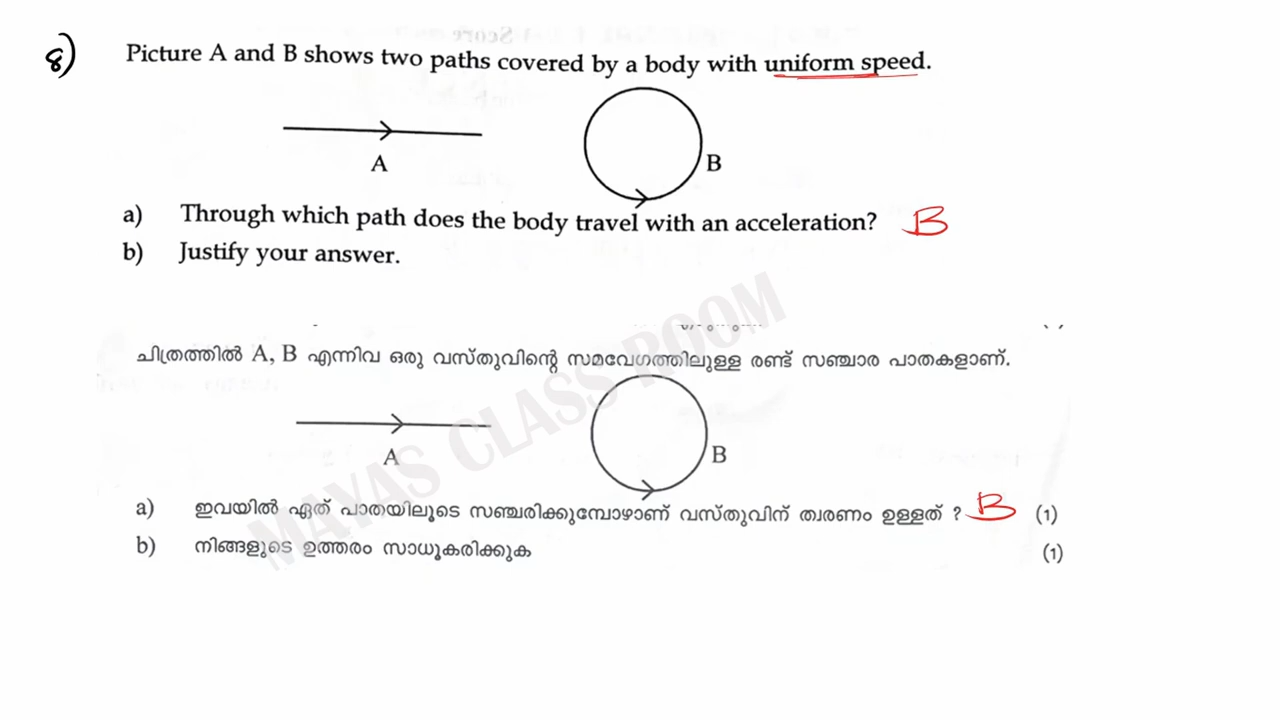 8)
Picture A and B shows two paths covered by a body with uniform speed.
A
B
a) Through which path does the body travel with an acceleration? B
b) Justify your answer.
MAYAS CLASS ROOM
ചിത്രത്തിൽ A, B എന്നിവ ഒരു വസ്തുവിന്റെ സമവേഗത്തിലുള്ള രണ്ട് സഞ്ചാര പാതകളാണ്.
A
B
a) ഇവയിൽ ഏത് പാതയിലൂടെ സഞ്ചരിക്കുമ്പോഴാണ് വസ്തുവിന് ത്വരണം ഉള്ളത് ? B (1)
b) നിങ്ങളുടെ ഉത്തരം സാധൂകരിക്കുക (1)